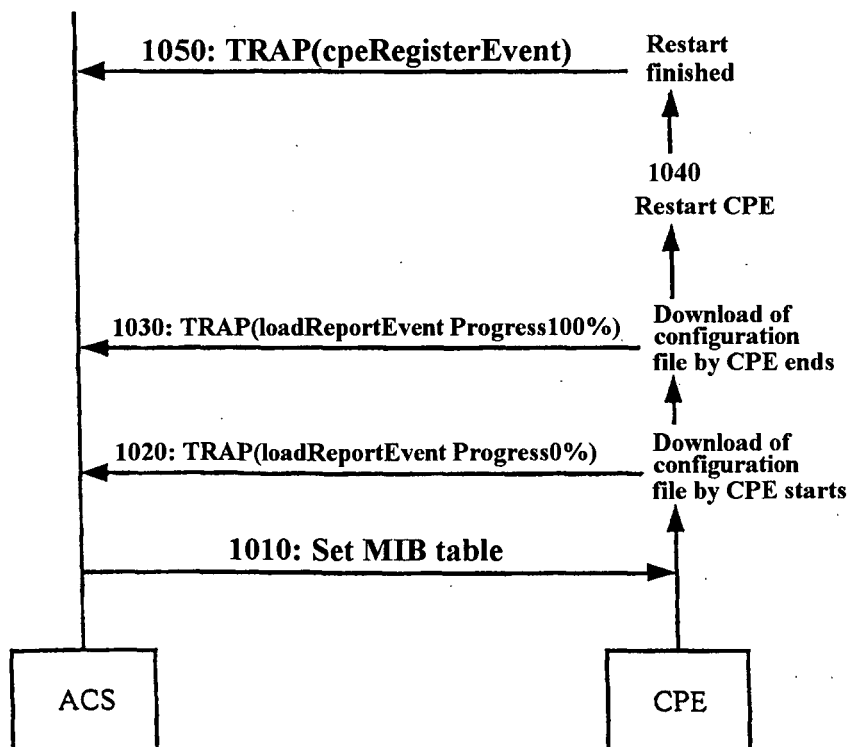 1050: TRAP(cpeRegisterEvent)
Restart
finished
1040
Restart CPE
1030: TRAP(loadReportEvent Progress100%)
Download of
configuration
file by CPE ends
1020: TRAP(loadReportEvent Progress0%)
Download of
configuration
file by CPE starts
1010: Set MIB table
ACS
CPE